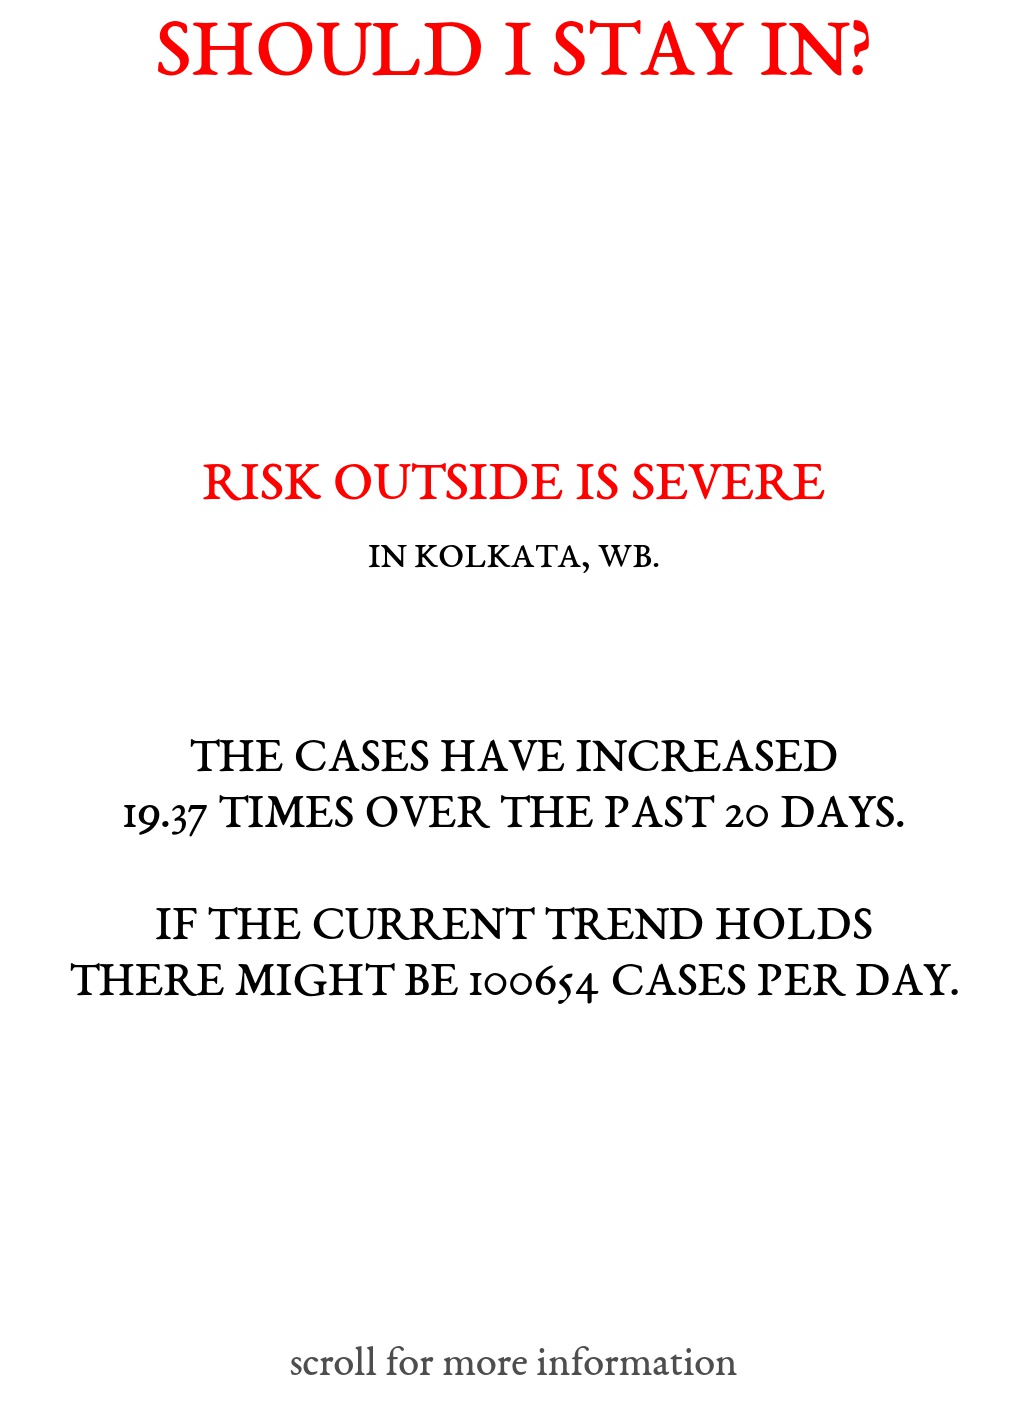 SHOULD I STAY IN?
RISK OUTSIDE IS SEVERE
IN KOLKATA, WB.
THE CASES HAVE INCREASED
19.37 TIMES OVER THE PAST 20 DAYS.
IF THE CURRENT TREND HOLDS
THERE MIGHT BE 100654 CASES PER DAY.
scroll for more information